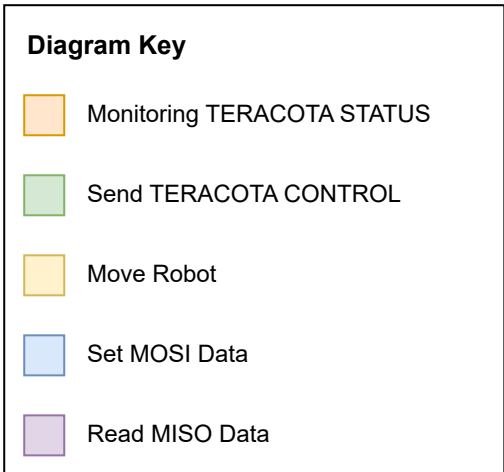 Diagram Key
Monitoring TERACOTA STATUS
Send TERACOTA CONTROL
Move Robot
Set MOSI Data
Read MISO Data